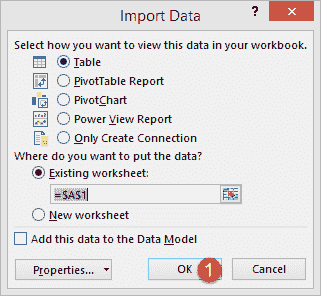 Import Data
?
×
Select how you want to view this data in your workbook.
Table
PivotTable Report
PivotChart
Power View Report
Only Create Connection
Where do you want to put the data?
Existing worksheet:
=$A$1
New worksheet
Add this data to the Data Model
Properties...
OK
1
Cancel